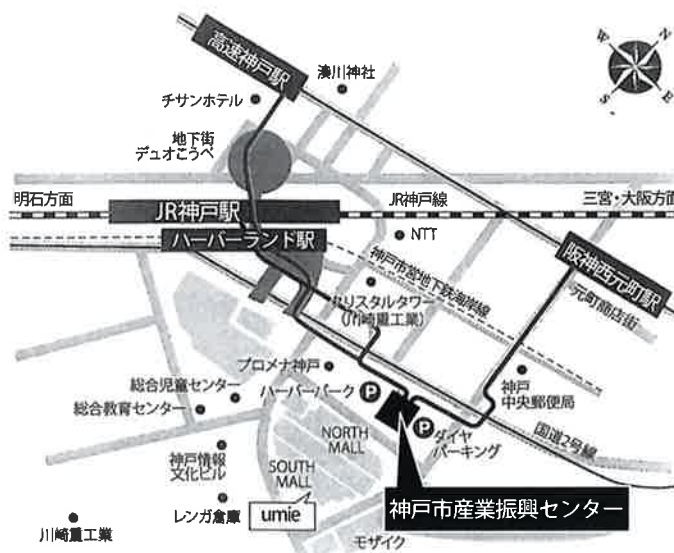 高速神戸駅
湊川神社
チサンホテル
W
N
S
E
地下街
デュオこうべ
明石方面
JR神戸駅
JR神戸線
三宮・大阪方面
ハーバーランド駅
NTT
阪神西元町駅
神戸市営地下鉄海岸線
元町商店街
クリスタルタワー
(川崎重工業)
プロメナ神戸
総合児童センター
ハーバーパーク
P
総合教育センター
神戸
中央郵便局
P
ダイヤ
パーキング
国道2号線
NORTH
MALL
神戸情報
文化ビル
SOUTH
MALL
レンガ倉庫
umie
神戸市産業振興センター
川崎重工業
モザイク